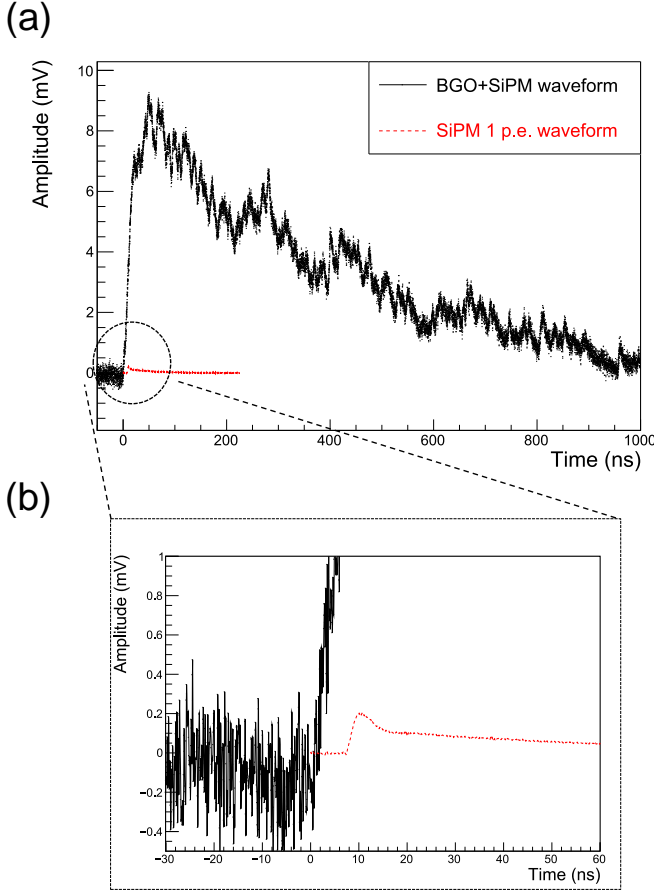 (a)
Amplitude (mV)
10
8
6
4
2
0
BGO+SiPM waveform
SiPM 1 p.e. waveform
0 200 400 600 800 1000
Time (ns)
(b)
Amplitude (mV)
1
0.8
0.6
0.4
0.2
0
−0.2
−0.4
−30 −20 −10 0 10 20 30 40 50 60
Time (ns)